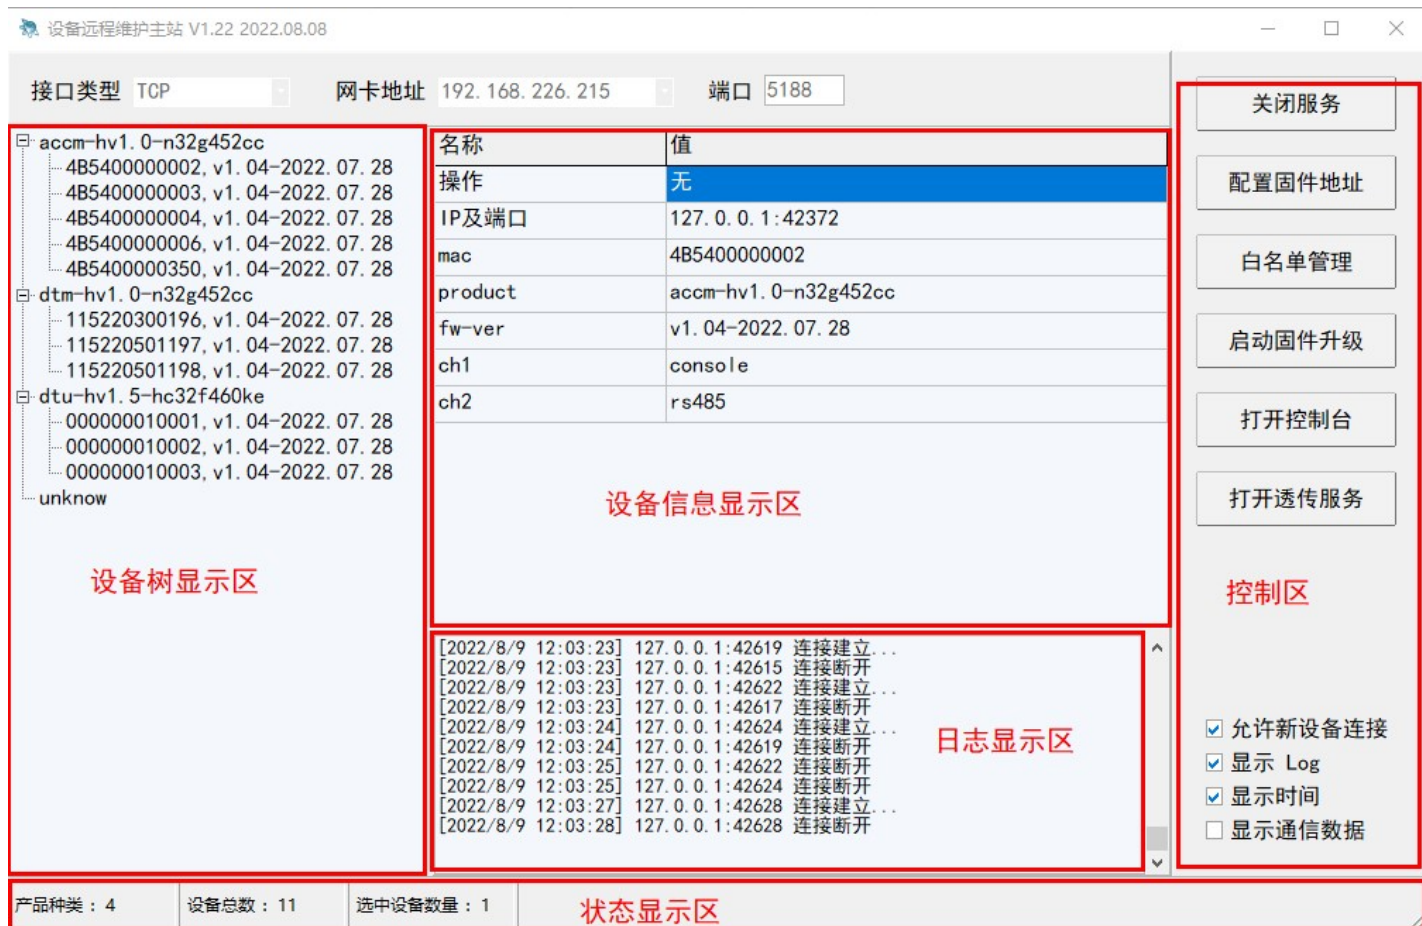 设备远程维护主站 V1.22 2022.08.08
接口类型 TCP 网卡地址 192.168.226.215 端口 5188
accm-hv1.0-n32g452cc
4B5400000002, v1.04-2022.07.28
4B5400000003, v1.04-2022.07.28
4B5400000004, v1.04-2022.07.28
4B5400000006, v1.04-2022.07.28
4B5400000350, v1.04-2022.07.28
dtm-hv1.0-n32g452cc
115220300196, v1.04-2022.07.28
115220501197, v1.04-2022.07.28
115220501198, v1.04-2022.07.28
dtu-hv1.5-hc32f460ke
000000010001, v1.04-2022.07.28
000000010002, v1.04-2022.07.28
000000010003, v1.04-2022.07.28
unknow
设备树显示区
名称 值
操作 无
IP及端口 127.0.0.1:42372
mac 4B5400000002
product accm-hv1.0-n32g452cc
fw-ver v1.04-2022.07.28
ch1 console
ch2 rs485
设备信息显示区
[2022/8/9 12:03:23] 127.0.0.1:42619 连接建立...
[2022/8/9 12:03:23] 127.0.0.1:42615 连接断开
[2022/8/9 12:03:23] 127.0.0.1:42622 连接建立...
[2022/8/9 12:03:23] 127.0.0.1:42617 连接断开
[2022/8/9 12:03:24] 127.0.0.1:42624 连接建立...
[2022/8/9 12:03:24] 127.0.0.1:42619 连接断开
[2022/8/9 12:03:25] 127.0.0.1:42622 连接断开
[2022/8/9 12:03:25] 127.0.0.1:42624 连接断开
[2022/8/9 12:03:27] 127.0.0.1:42628 连接建立...
[2022/8/9 12:03:28] 127.0.0.1:42628 连接断开
日志显示区
关闭服务
配置固件地址
白名单管理
启动固件升级
打开控制台
打开透传服务
控制区
允许新设备连接
显示 Log
显示时间
显示通信数据
产品种类：4 设备总数：11 选中设备数量：1 状态显示区